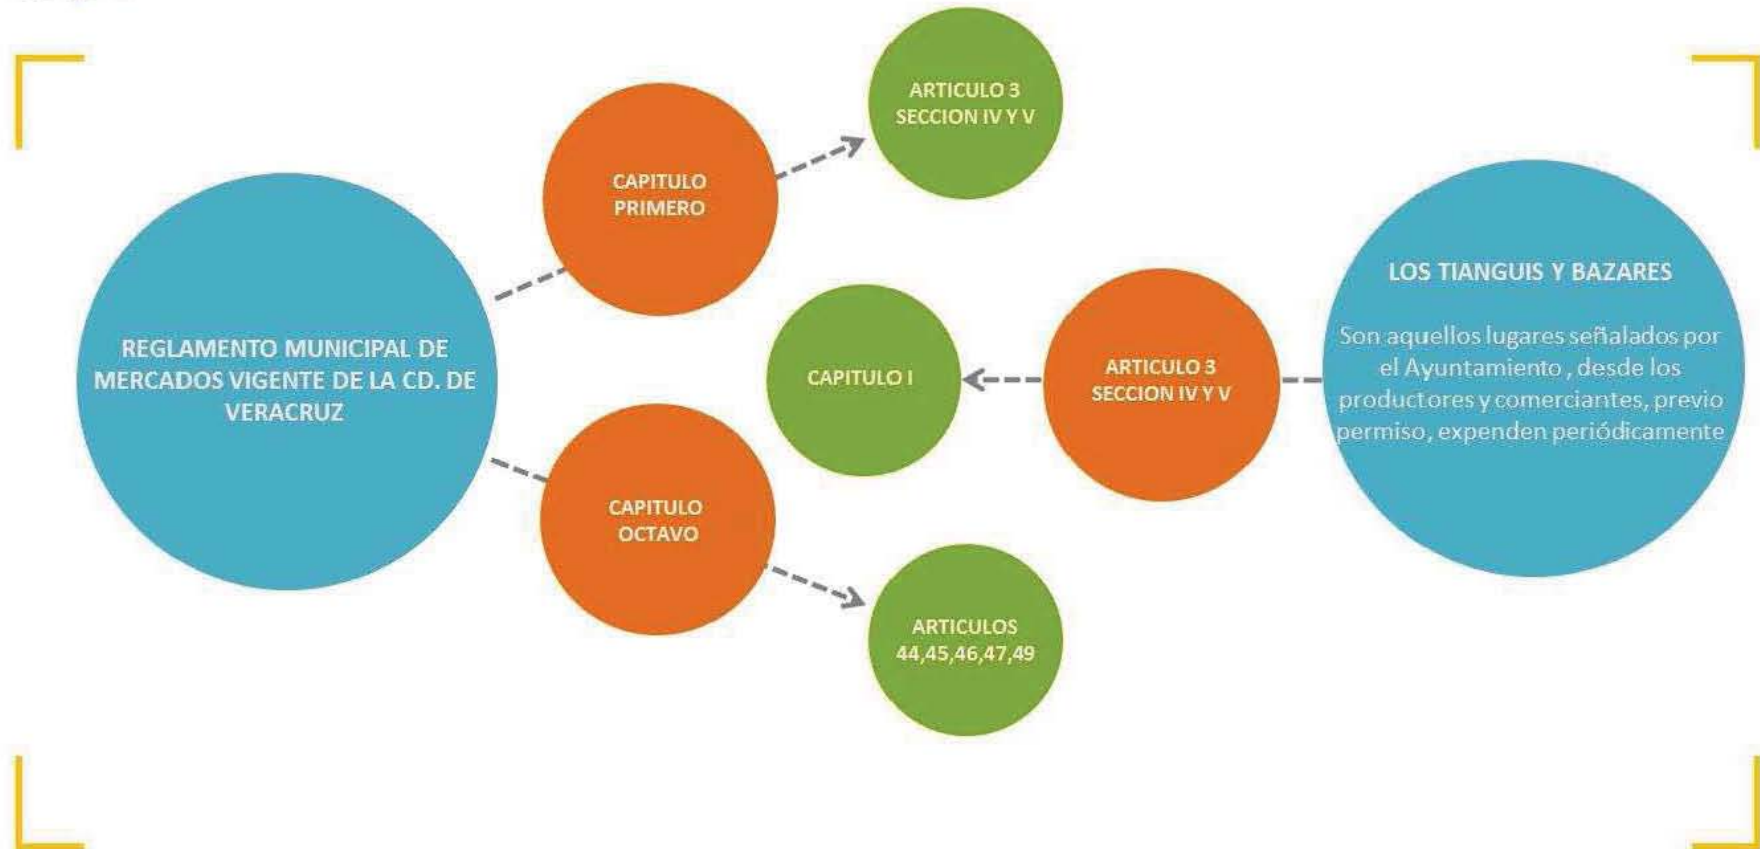 REGLAMENTO MUNICIPAL DE
MERCADOS VIGENTE DE LA CD. DE
VERACRUZ
CAPITULO
PRIMERO
ARTICULO 3
SECCION IV Y V
CAPITULO
OCTAVO
ARTICULOS
44,45,46,47,49
LOS TIANGUIS Y BAZARES
Son aquellos lugares señalados por
el Ayuntamiento , desde los
productores y comerciantes, previo
permiso, expenden periódicamente
ARTICULO 3
SECCION IV Y V
CAPITULO I